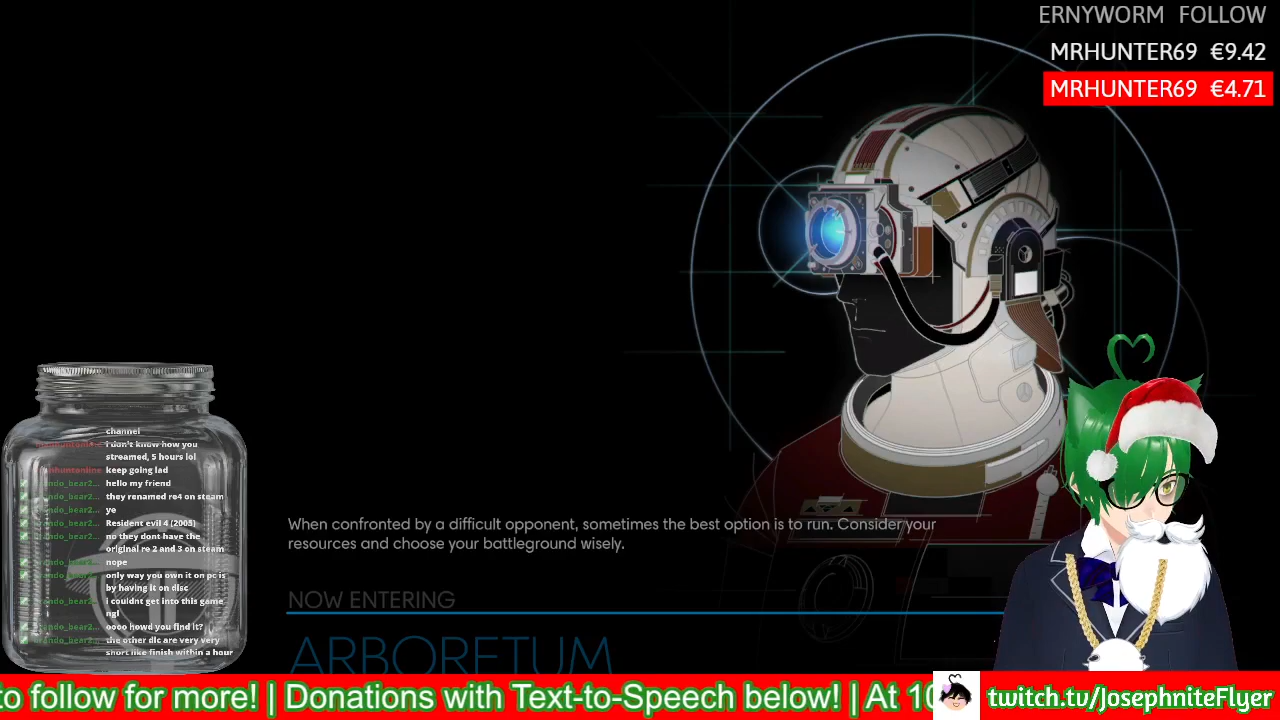 ERNYWORM FOLLOW
MRHUNTER69 €9.42
MRHUNTER69 €4.71
channel
i don't know how you
streamed, 5 hours lol
keep going lad
hello my friend
they renamed re4 on steam
ye
Resident evil 4 (2005)
no they dont have the
original re 2 and 3 on steam
nope
only way you own it on pc is
by having it on disc
i couldnt get into this game
ngl
oooo howd you find it?
the other dlc are very very
short like finish within a hour
When confronted by a difficult opponent, sometimes the best option is to run. Consider your
resources and choose your battleground wisely.
NOW ENTERING
ARBORETUM
to follow for more! | Donations with Text-to-Speech below! | At 10
twitch.tv/JosephniteFlyer